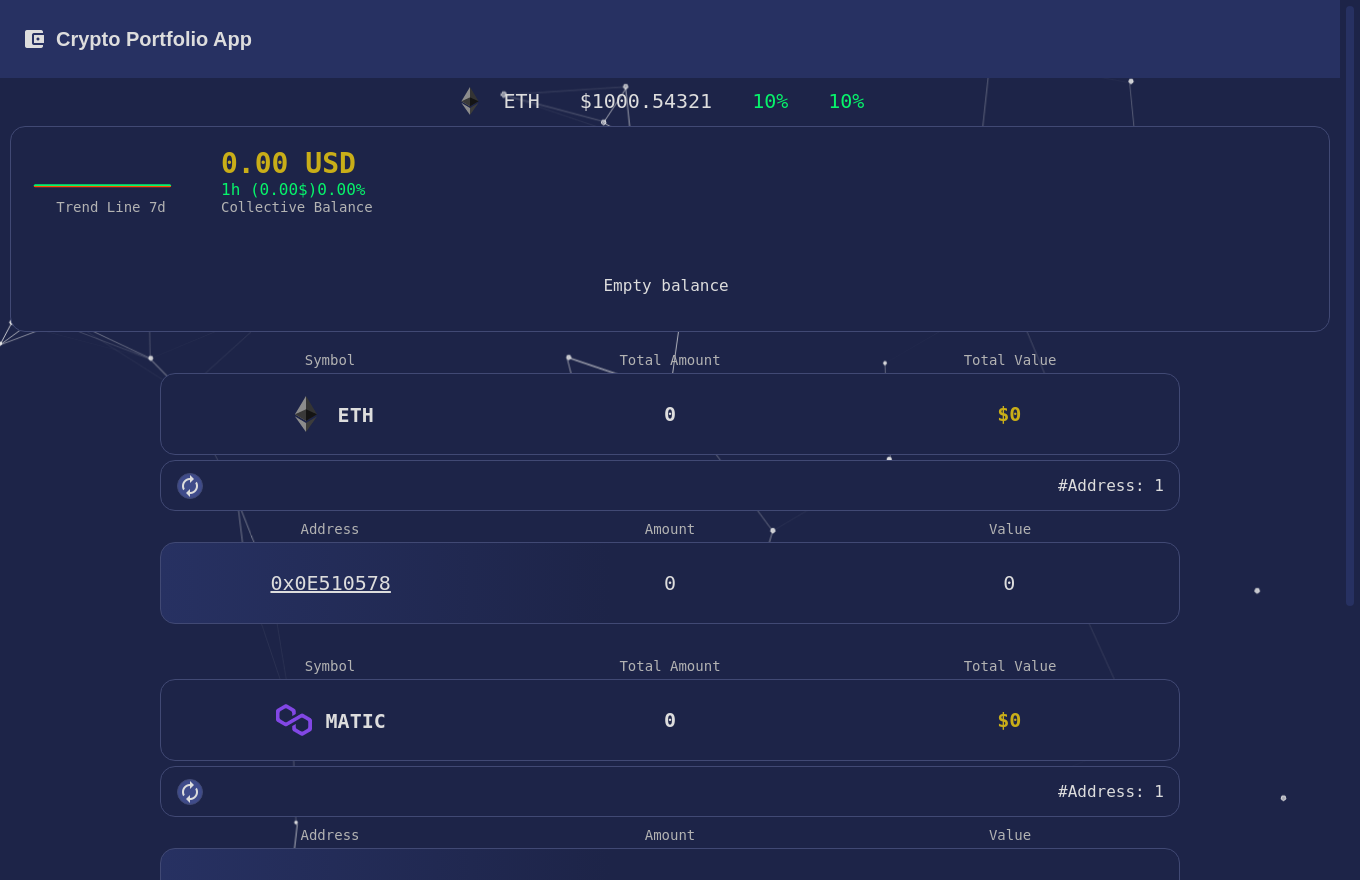 Crypto Portfolio App
ETH $1000.54321 10% 10%
0.00 USD
1h (0.00$)0.00%
Trend Line 7d Collective Balance
Empty balance
Symbol Total Amount Total Value
ETH 0 $0
#Address: 1
Address Amount Value
0x0E510578 0 0
Symbol Total Amount Total Value
MATIC 0 $0
#Address: 1
Address Amount Value